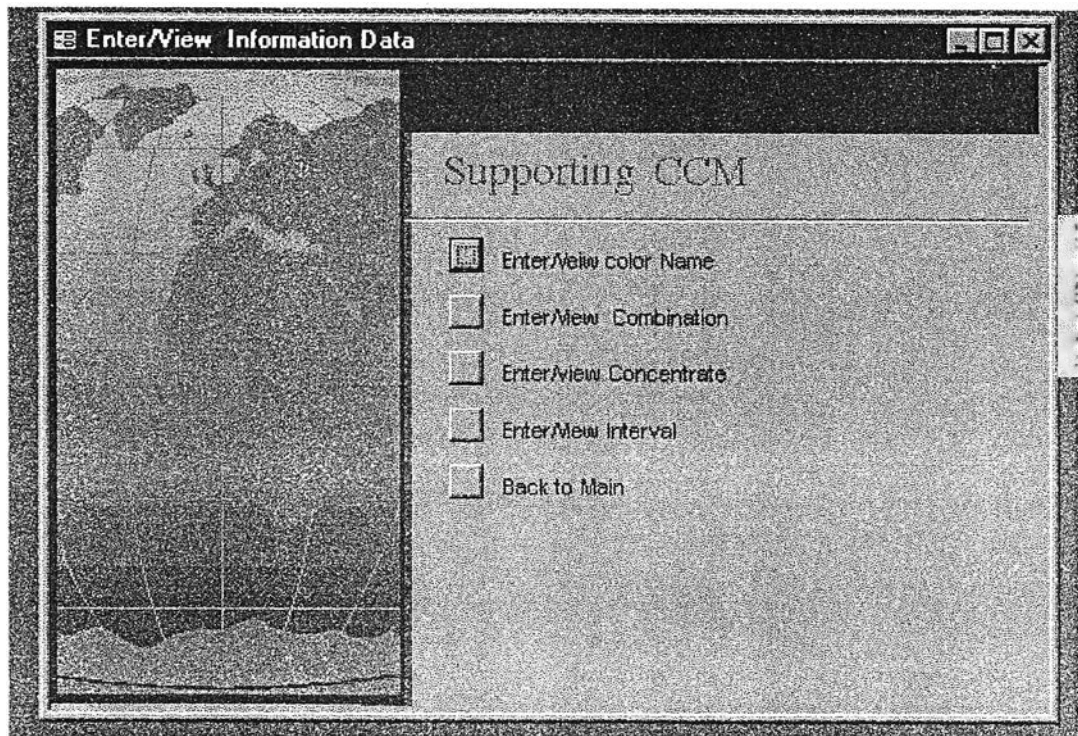 Enter/View Information Data
Supporting CCM
Enter/Veiw color Name
Enter/View Combination
Enter/view Concentrate
Enter/View Interval
Back to Main